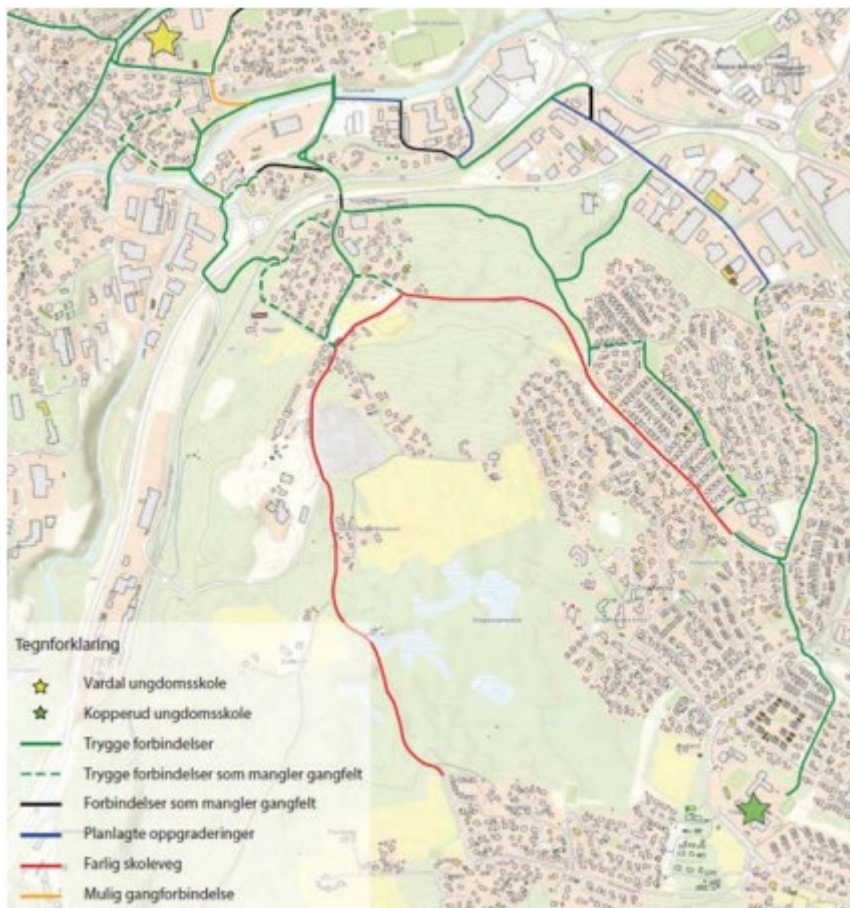 Tegnforklaring
Vardal ungdomsskole
Kopperud ungdomsskole
Trygge forbindelser
Trygge forbindelser som mangler gangfelt
Forbindelser som mangler gangfelt
Planlagte oppgraderinger
Farlig skoleveg
Mulig gangforbindelse